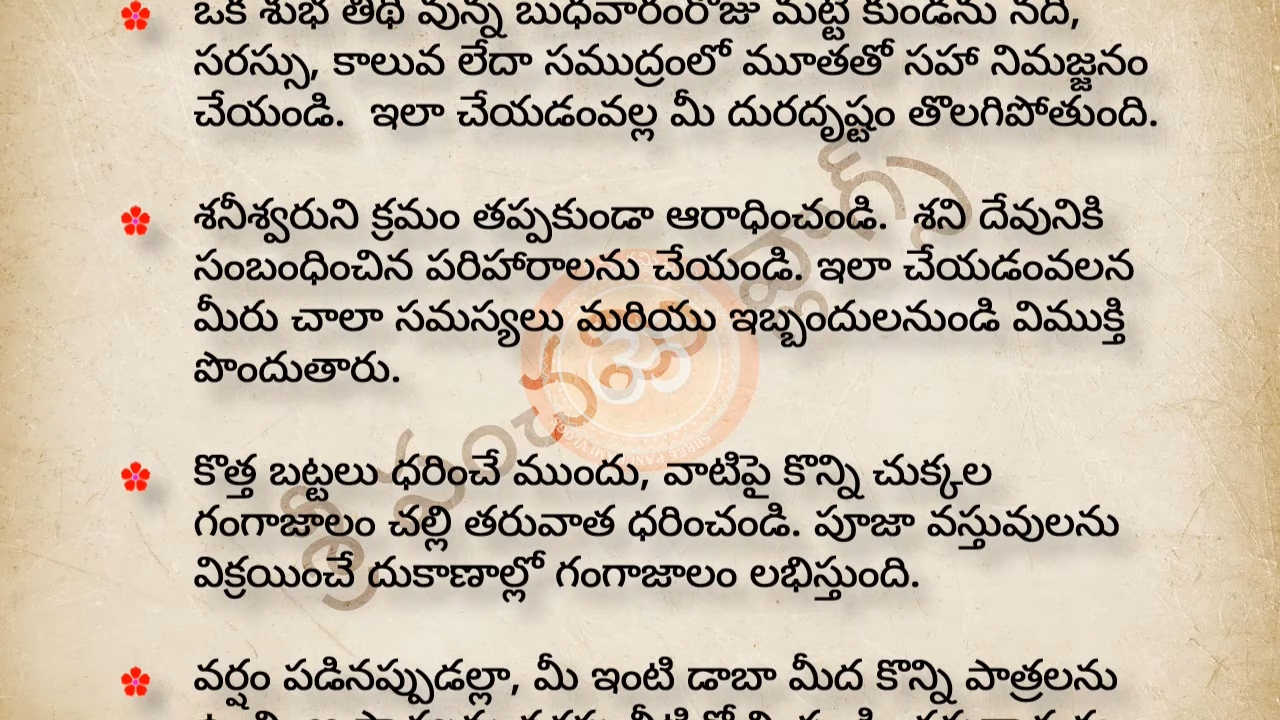 ఒక శుభ తిథి వున్న బుధవారంరోజు మట్టి కుండను నది,
సరస్సు, కాలువ లేదా సముద్రంలో మూతతో సహా నిమజ్జనం
చేయండి. ఇలా చేయడంవల్ల మీ దురదృష్టం తొలగిపోతుంది.
శనీశ్వరుని క్రమం తప్పకుండా ఆరాధించండి. శని దేవునికి
సంబంధించిన పరిహారాలను చేయండి. ఇలా చేయడంవలన
మీరు చాలా సమస్యలు మరియు ఇబ్బందులనుండి విముక్తి
పొందుతారు.
కొత్త బట్టలు ధరించే ముందు, వాటిపై కొన్ని చుక్కల
గంగాజాలం చల్లి తరువాత ధరించండి. పూజా వస్తువులను
విక్రయించే దుకాణాల్లో గంగాజాలం లభిస్తుంది.
వర్షం పడినప్పుడల్లా, మీ ఇంటి డాబా మీద కొన్ని పాత్రలను